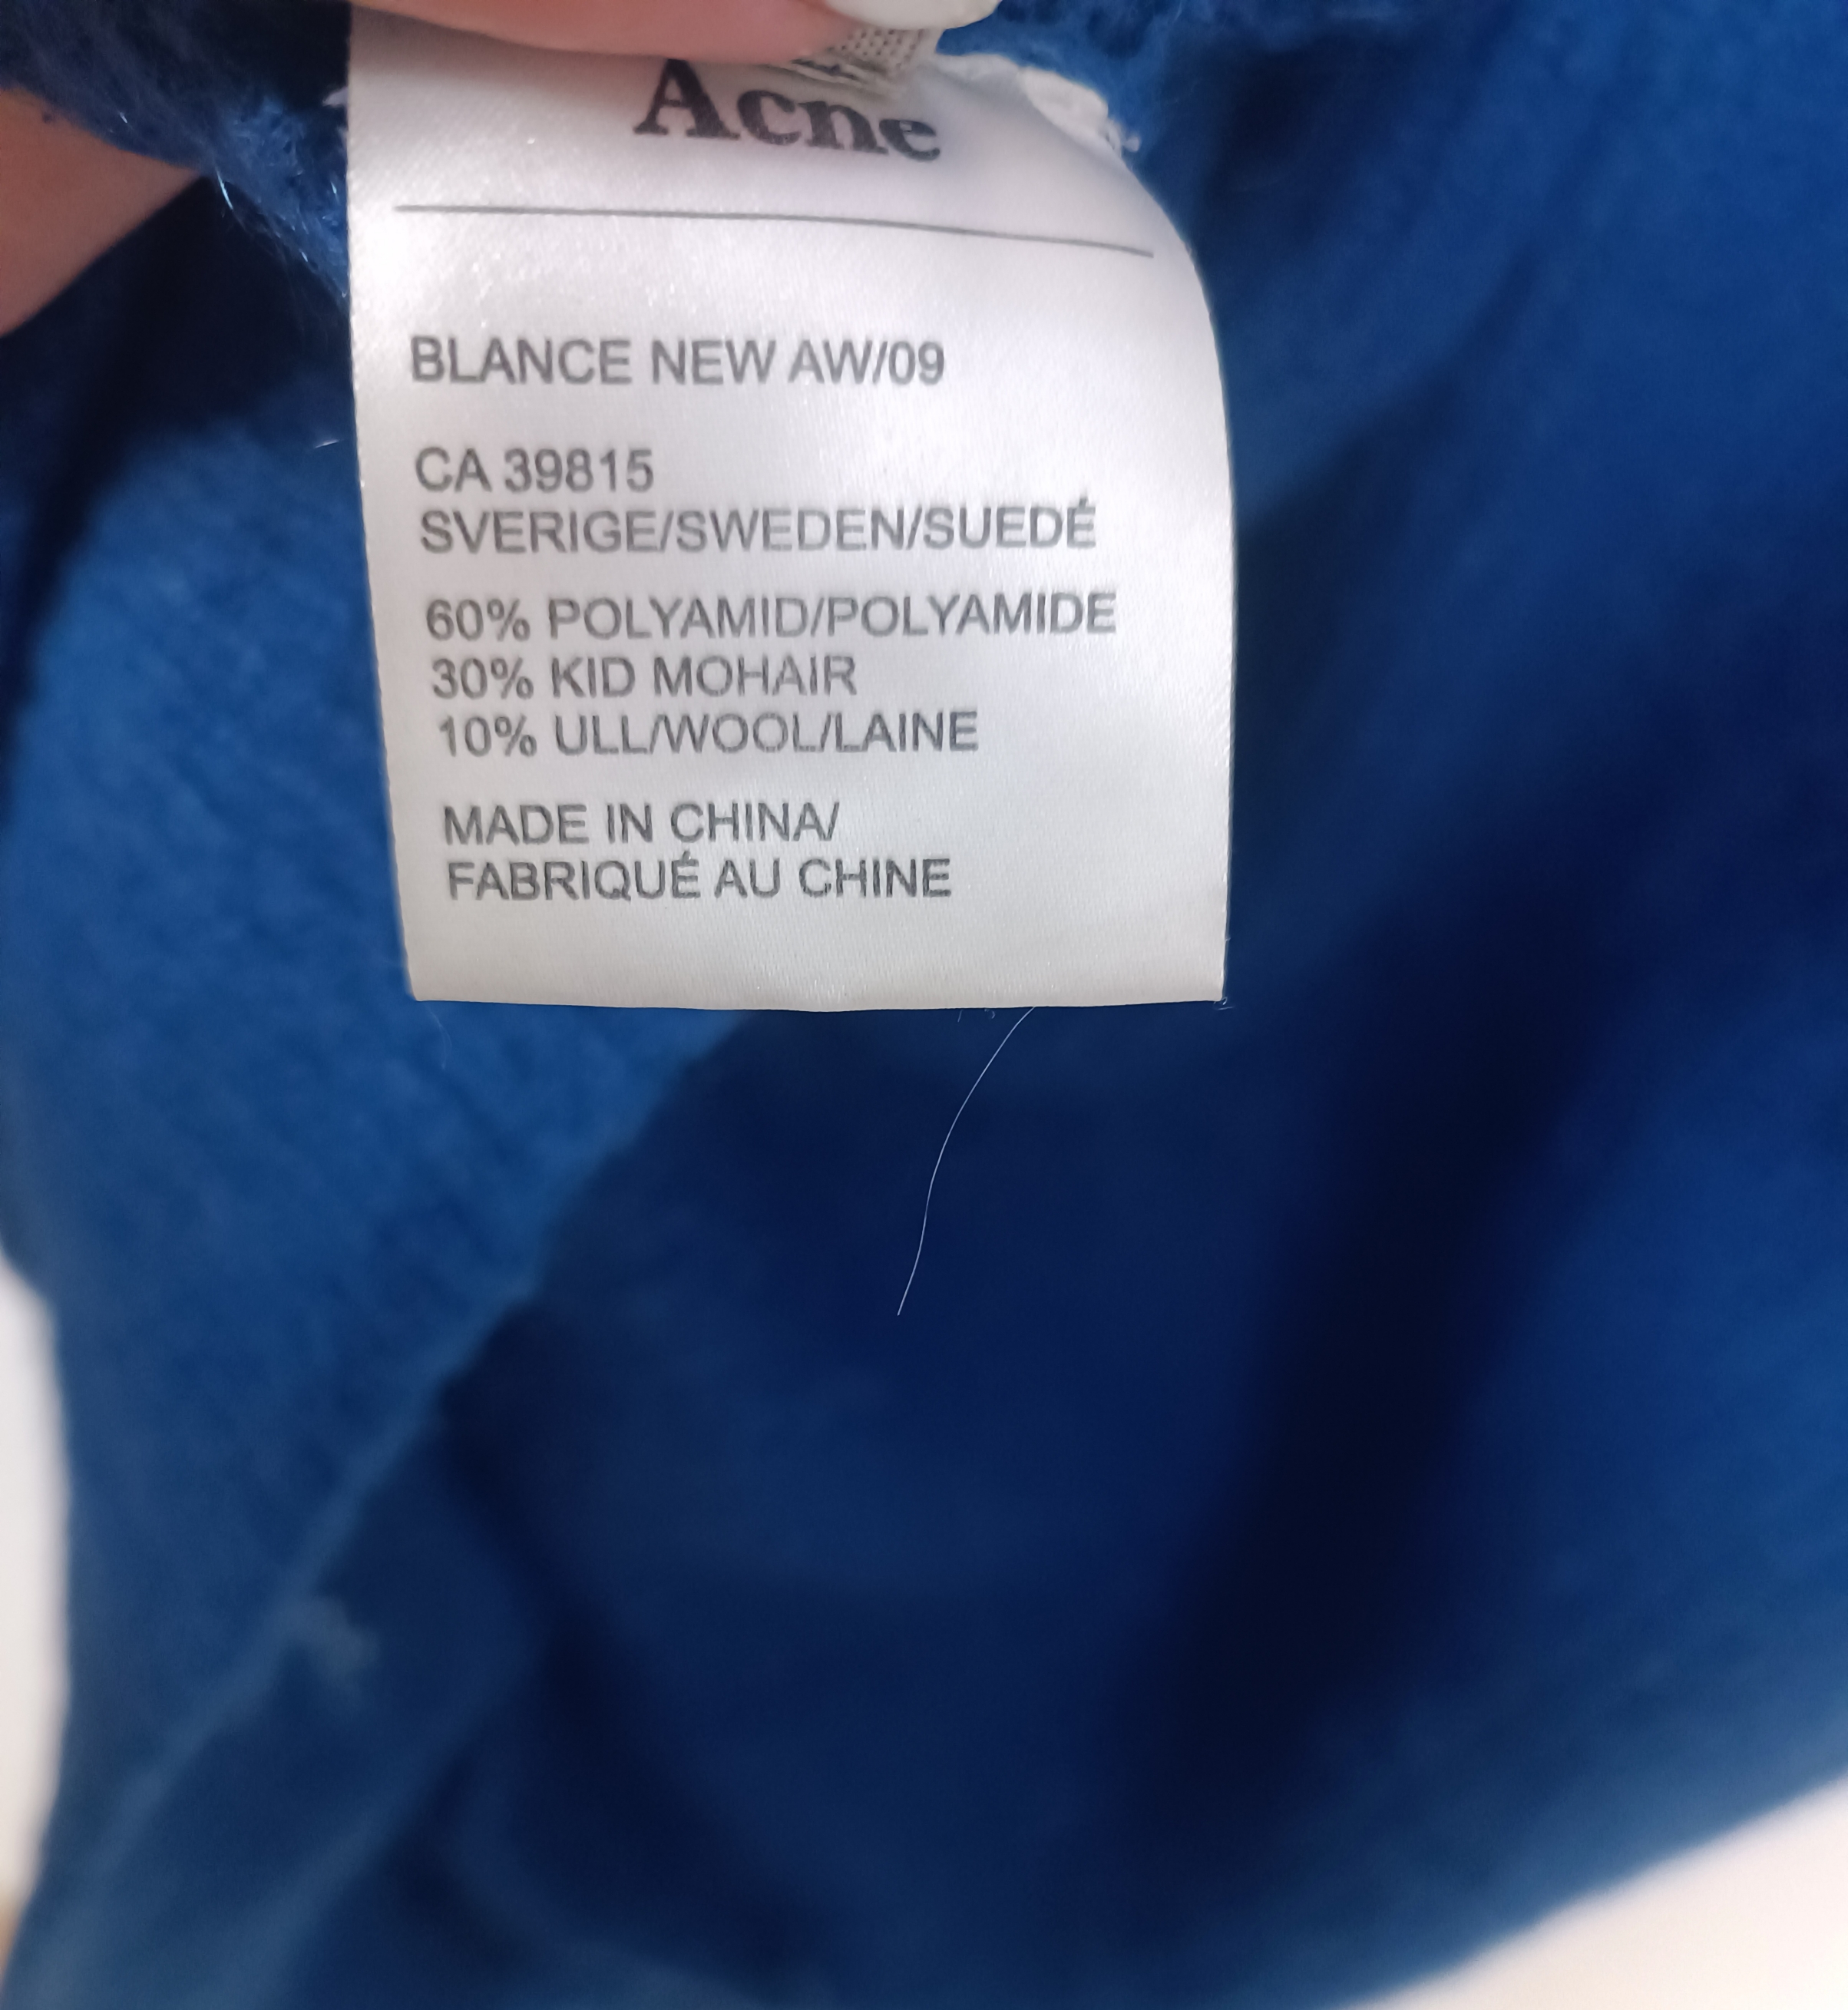 Acne
BLANCE NEW AW/09
CA 39815
SVERIGE/SWEDEN/SUEDÉ
60% POLYAMID/POLYAMIDE
30% KID MOHAIR
10% ULL/WOOL/LAINE
MADE IN CHINA/
FABRIQUÉ AU CHINE